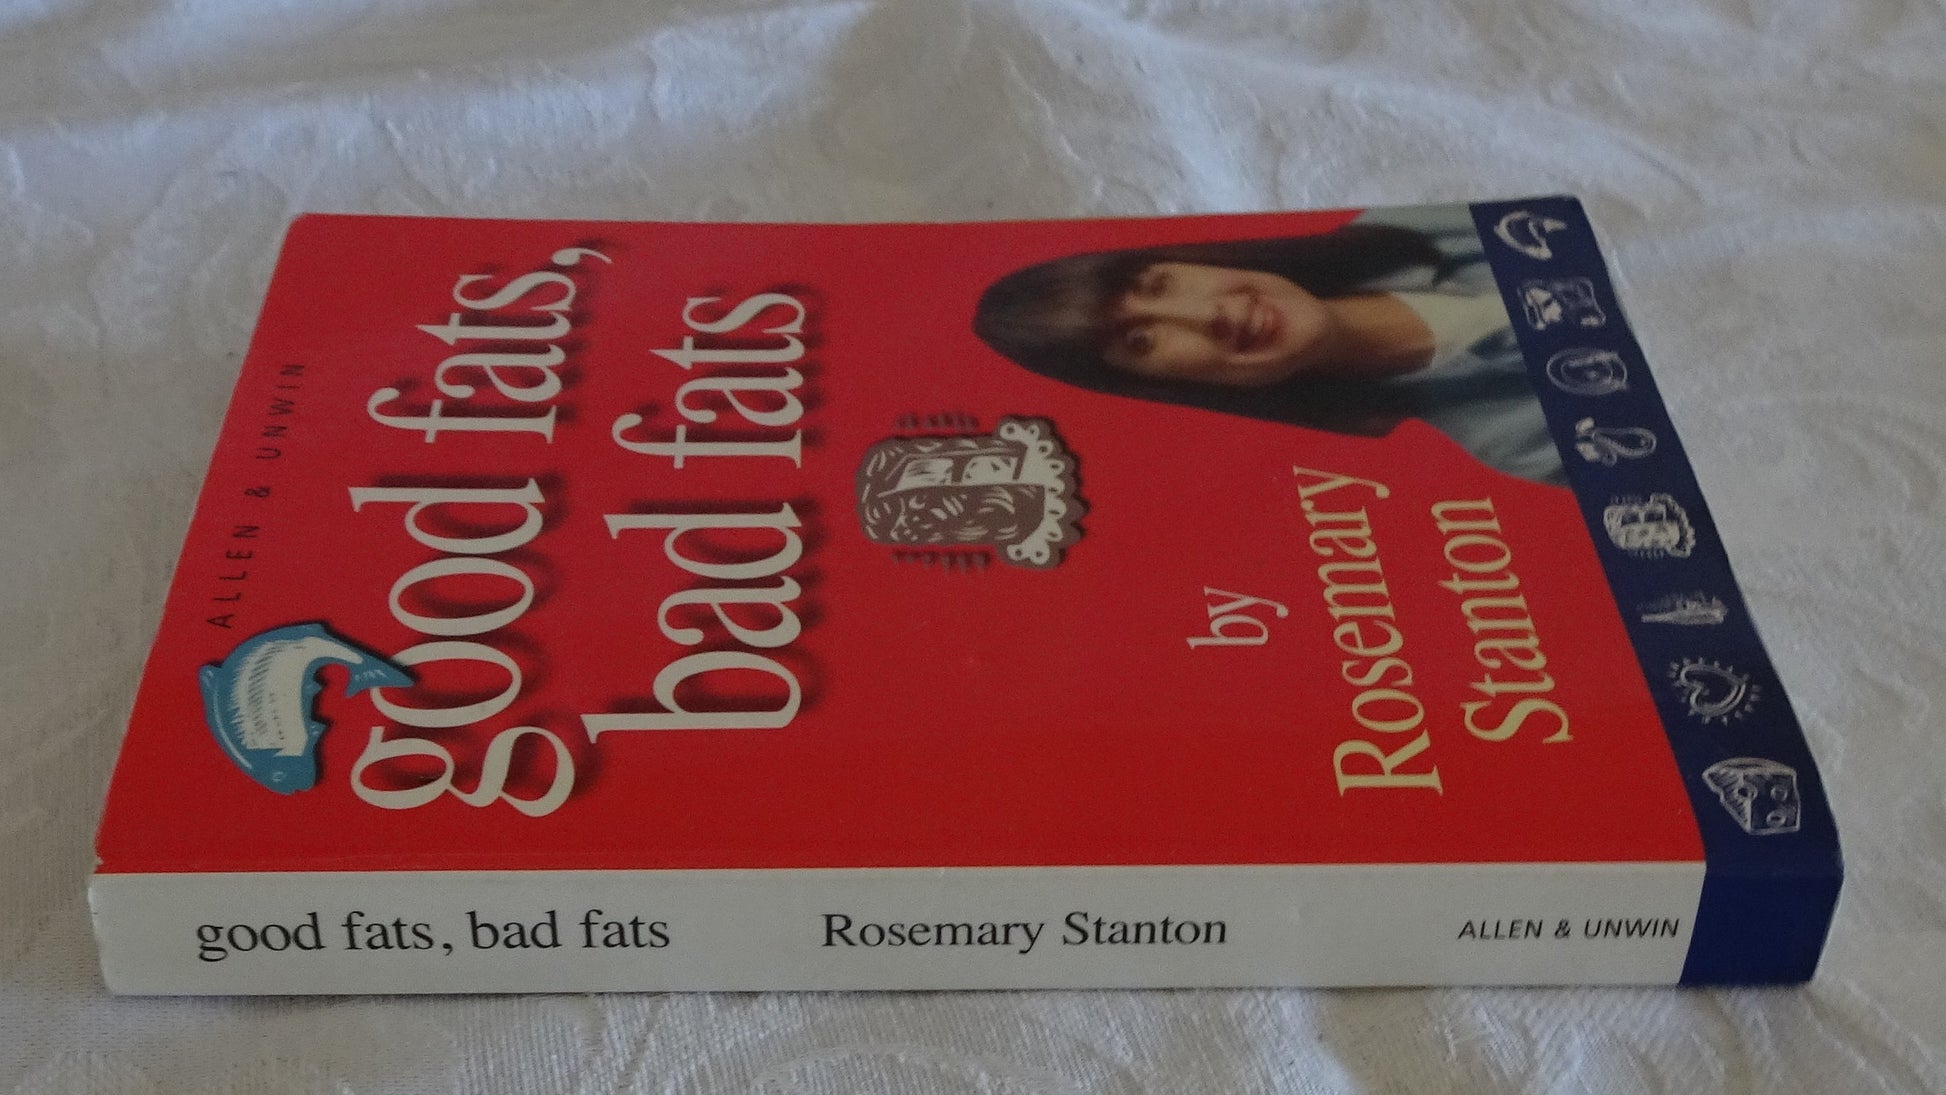 ALLEN & UNWIN
good fats,
bad fats
by
Rosemary
Stanton
good fats, bad fats
Rosemary Stanton
ALLEN & UNWIN